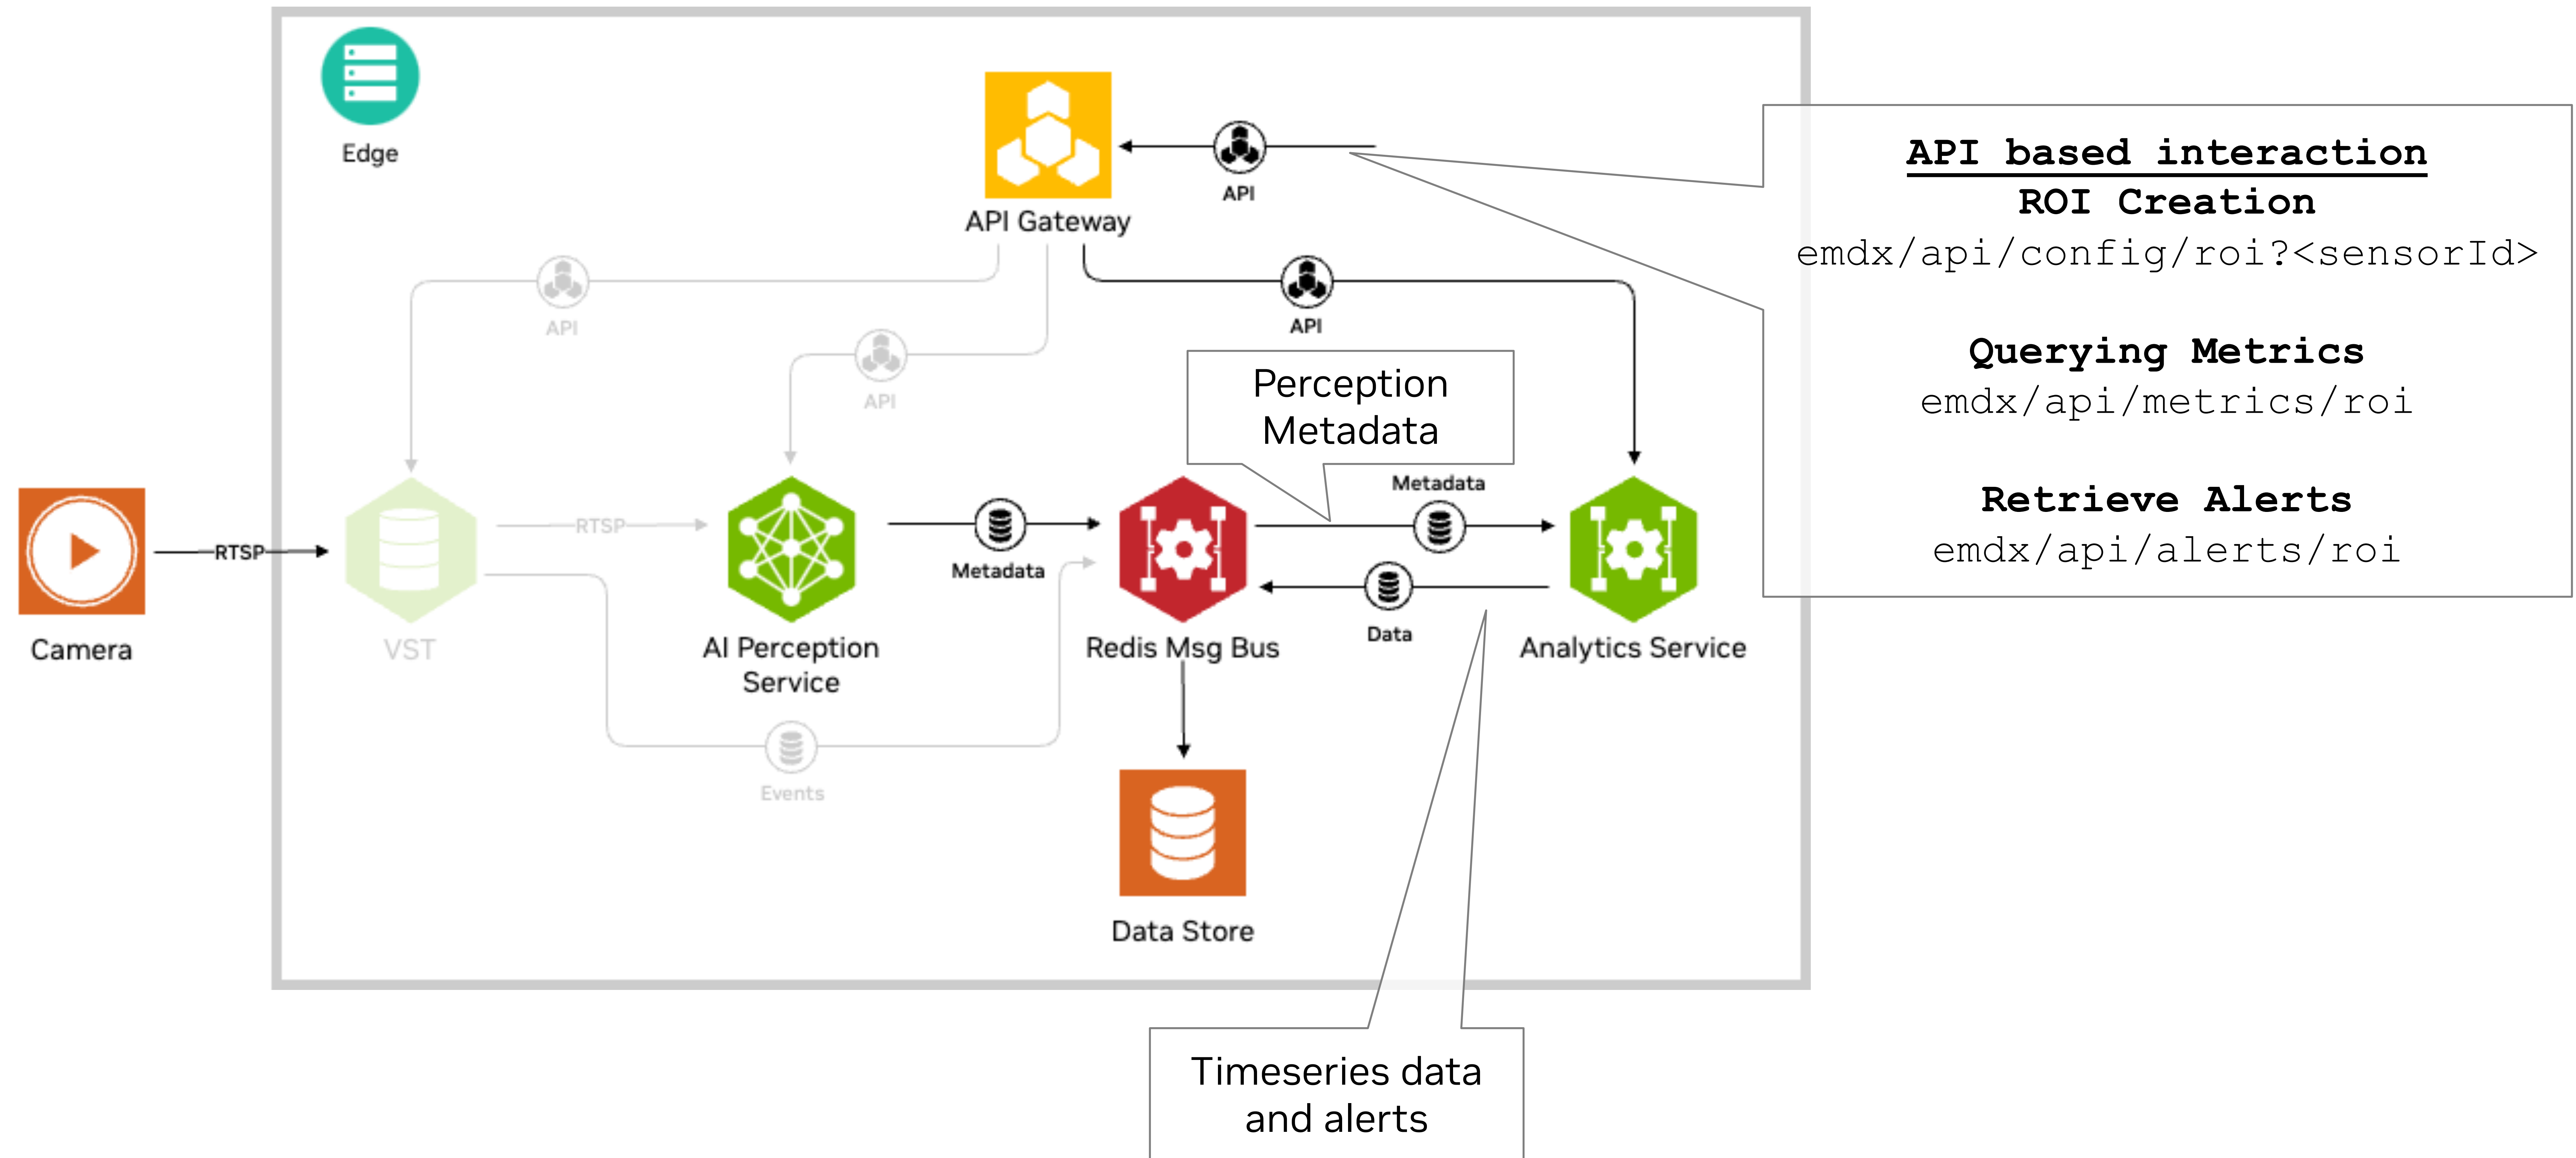 Edge
API
API Gateway
API based interaction
ROI Creation
emdx/api/config/roi?<sensorId>
Querying Metrics
emdx/api/metrics/roi
Retrieve Alerts
emdx/api/alerts/roi
API
API
API
Perception
Metadata
Metadata
RTSP
RTSP
Metadata
Data
Camera
VST
AI Perception
Service
Redis Msg Bus
Analytics Service
Events
Data Store
Timeseries data
and alerts